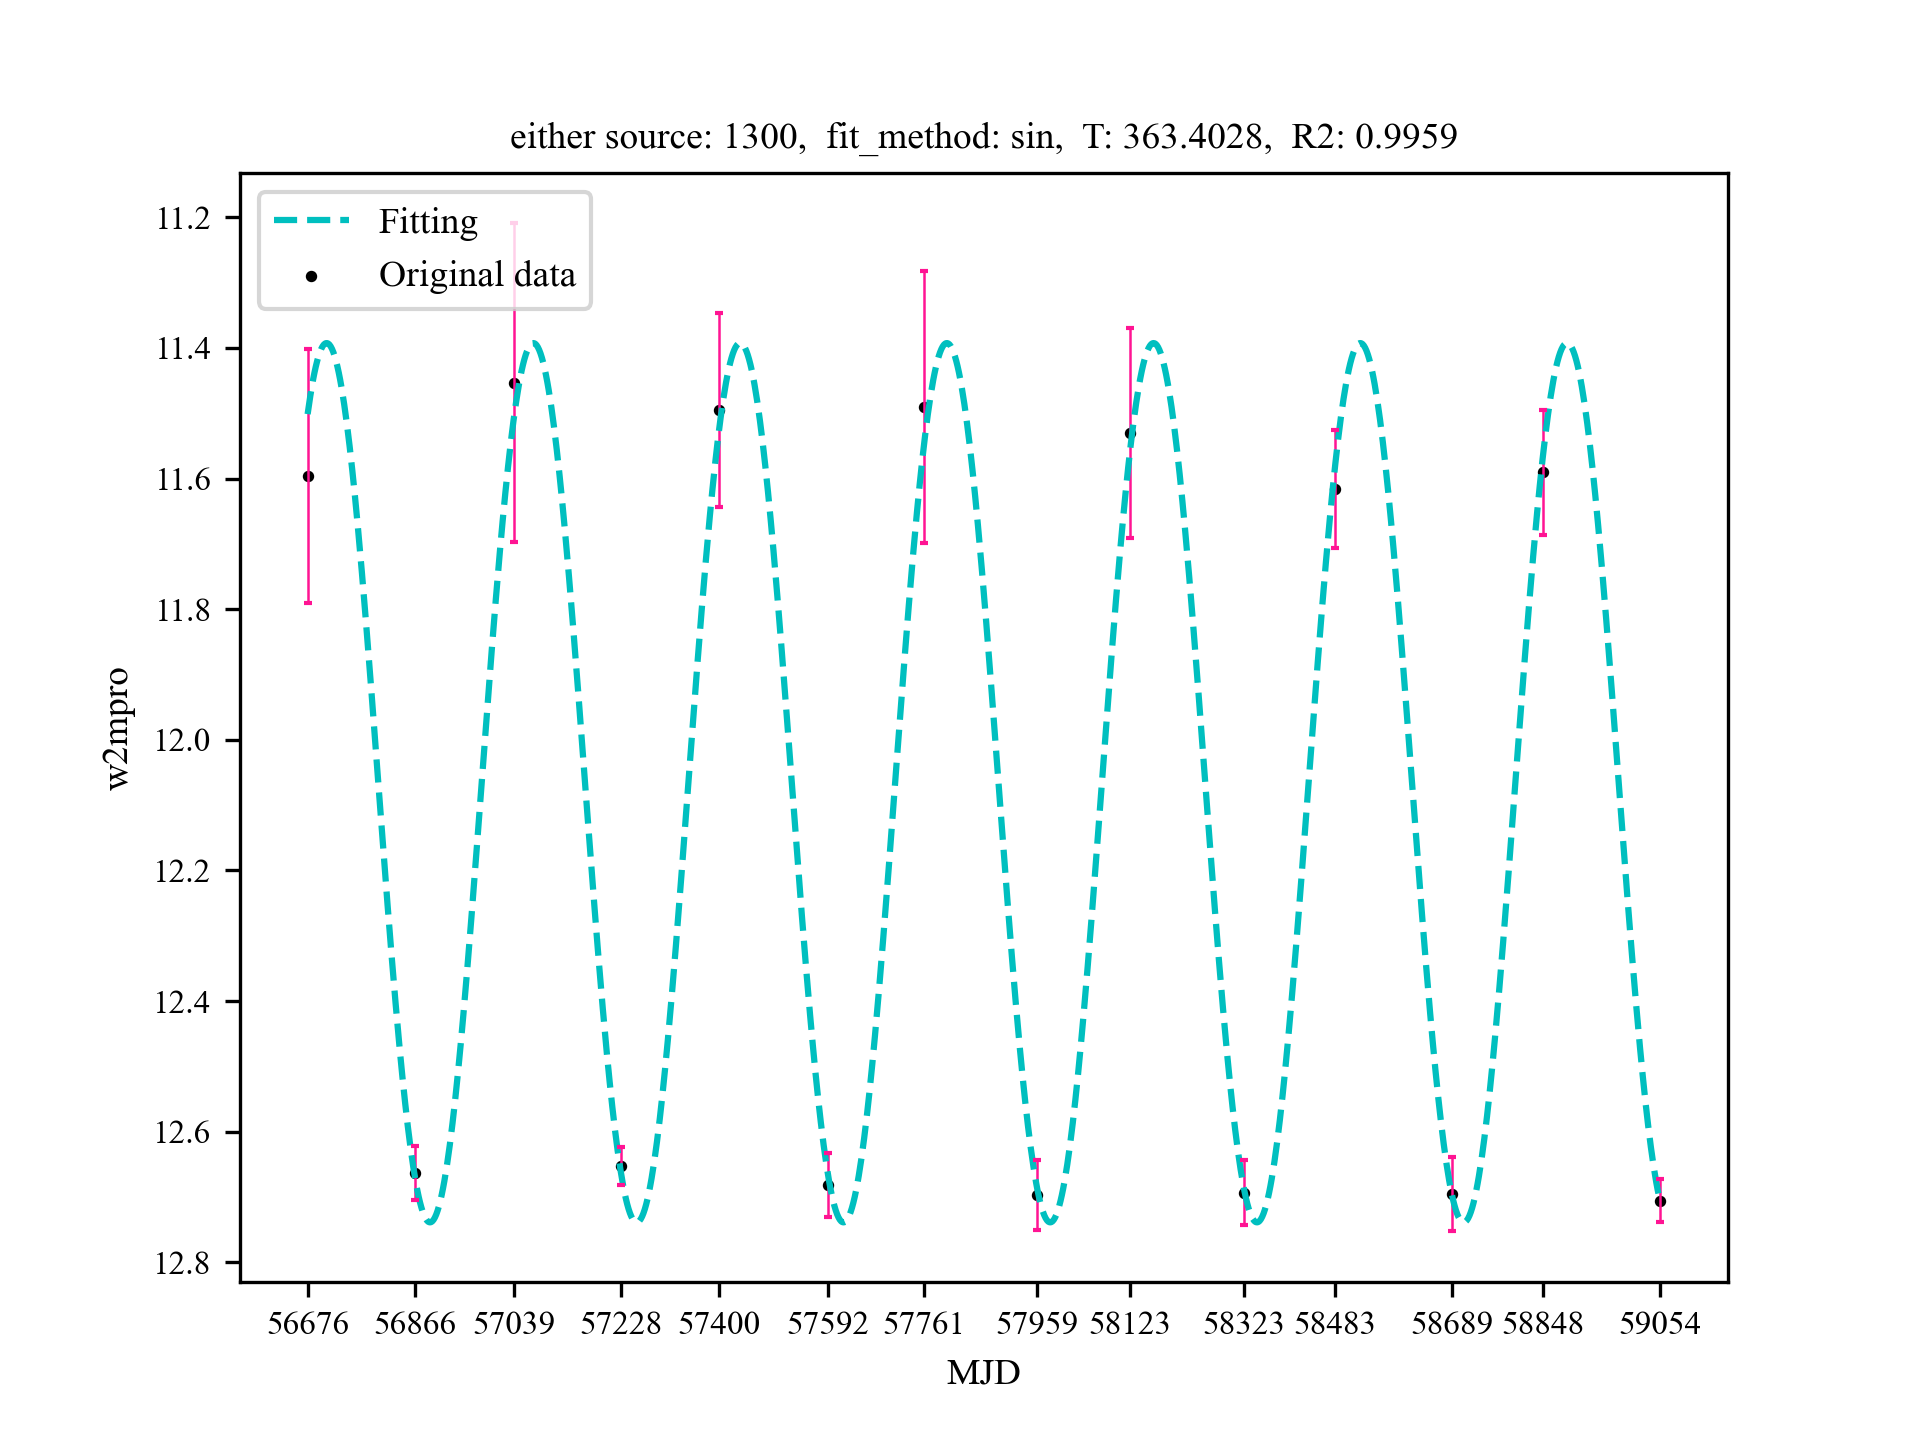 either source: 1300,  fit_method: sin,  T: 363.4028,  R2: 0.9959
Fitting
Original data
11.2
11.4
11.6
11.8
12.0
12.2
12.4
12.6
12.8
w2mpro
56676 56866 57039 57228 57400 57592 57761 57959 58123 58323 58483 58689 58848 59054
MJD